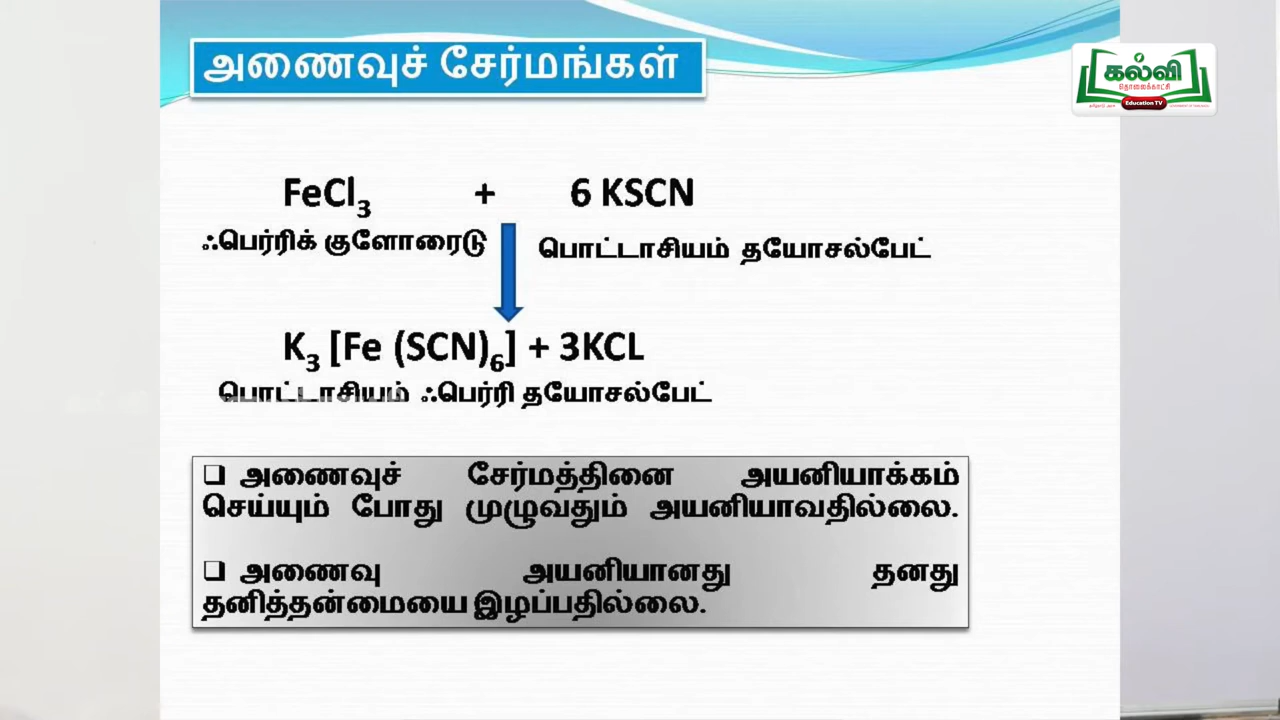 அணைவுச் சேர்மங்கள்
கல்வி
தொலைக்காட்சி
Education TV
FeCl3 + 6 KSCN
ஃபெர்ரிக் குளோரைடு பொட்டாசியம் தயோசல்பேட்
K3 [Fe (SCN)6] + 3KCL
பொட்டாசியம் ஃபெர்ரி தயோசல்பேட்
❑ அணைவுச் சேர்மத்தினை அயனியாக்கம்
செய்யும் போது முழுவதும் அயனியாவதில்லை.
❑ அணைவு அயனியானது தனது
தனித்தன்மையை இழப்பதில்லை.